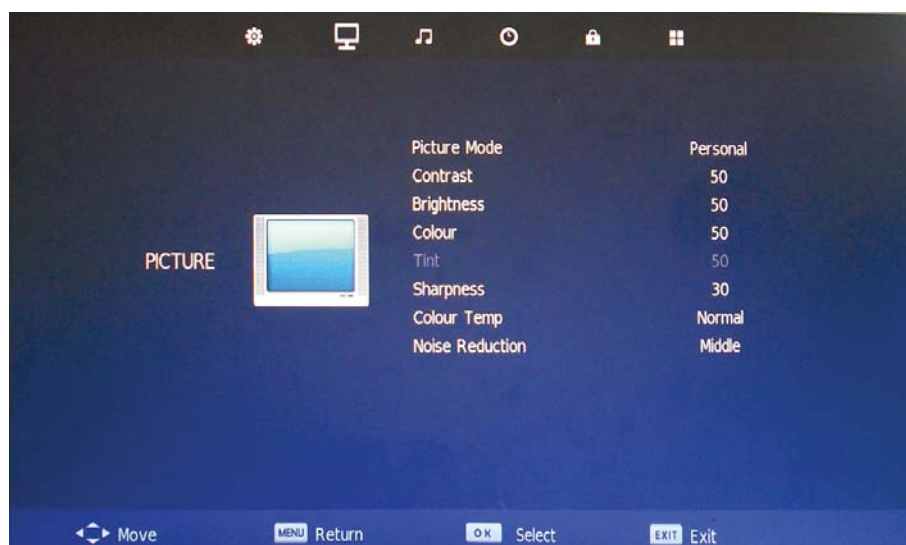 Picture Mode Personal
Contrast 50
Brightness 50
Colour 50
PICTURE
Tint 50
Sharpness 30
Colour Temp Normal
Noise Reduction Middle
Move MENU Return OK Select EXIT Exit